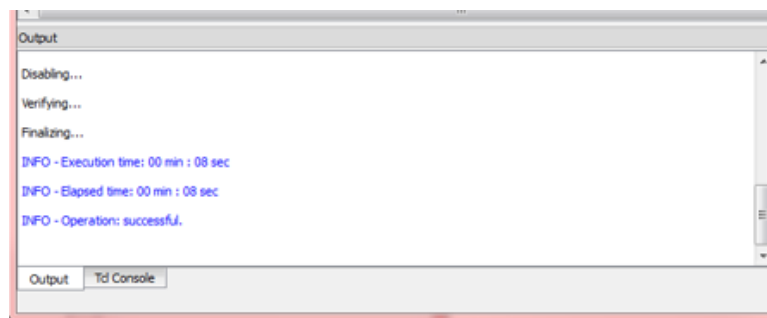 Output
Disabling...
Verifying...
Finalizing...
INFO - Execution time: 00 min : 08 sec
INFO - Elapsed time: 00 min : 08 sec
INFO - Operation: successful.
Output
Tcl Console